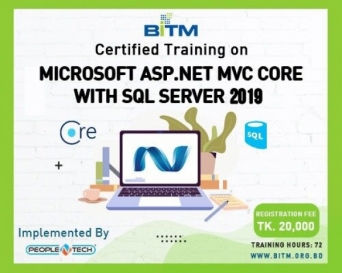 BiTM
Certified Training on
MICROSOFT ASP.NET MVC CORE
WITH SQL SERVER 2019
Core
SQL
+
REGISTRATION FEE
TK. 20,000
Implemented By
PEOPLE N TECH
TRAINING HOURS: 72
WWW.BITM.ORG.BD